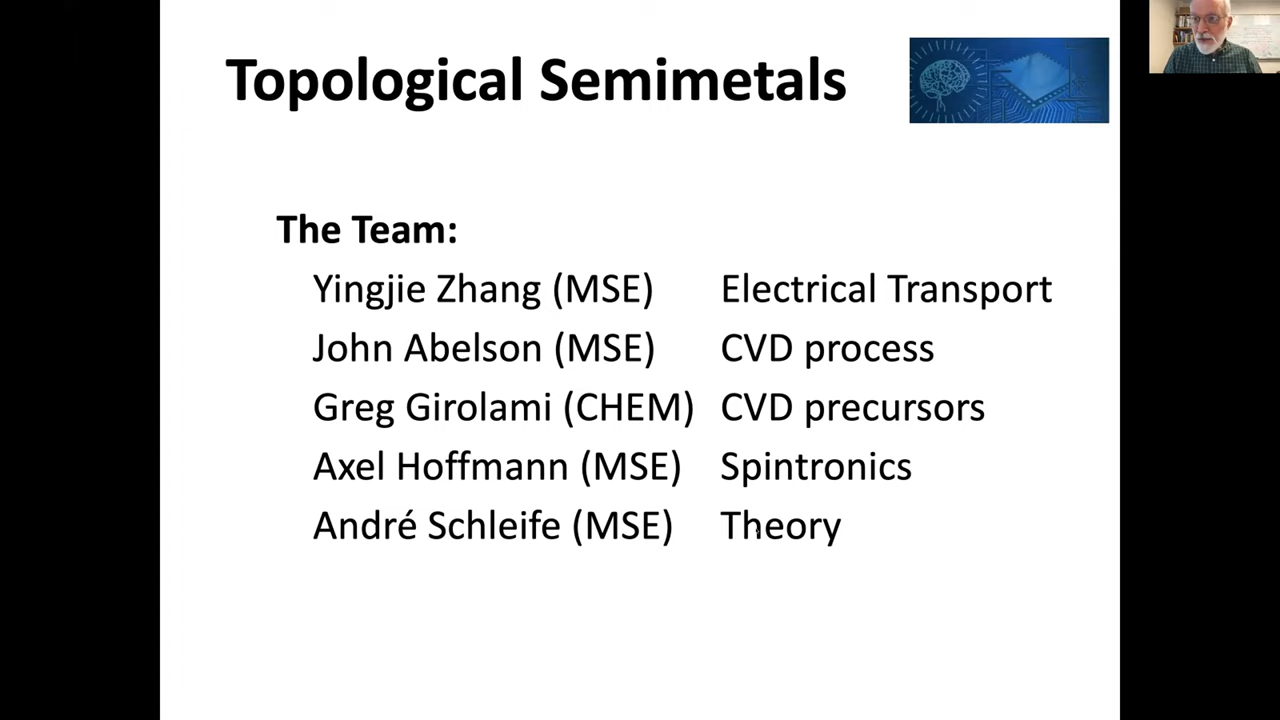 Topological Semimetals
The Team:
Yingjie Zhang (MSE) Electrical Transport
John Abelson (MSE) CVD process
Greg Girolami (CHEM) CVD precursors
Axel Hoffmann (MSE) Spintronics
André Schleife (MSE) Theory